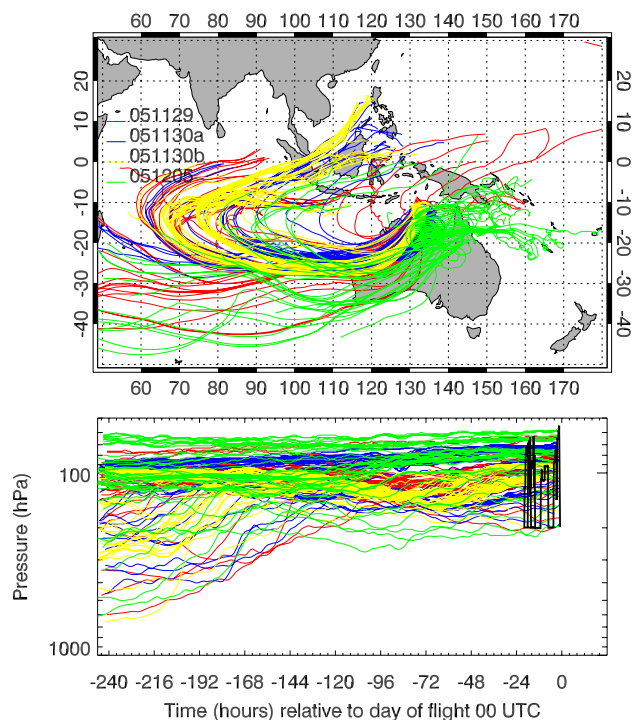 60 70 80 90 100 110 120 130 140 150 160 170
20 20
10 10
0 0
-10 -10
-20 -20
-30 -30
-40 -40
051129
051130a
051130b
051205
60 70 80 90 100 110 120 130 140 150 160 170
Pressure (hPa)
100
1000
-240 -216 -192 -168 -144 -120 -96 -72 -48 -24 0
Time (hours) relative to day of flight 00 UTC